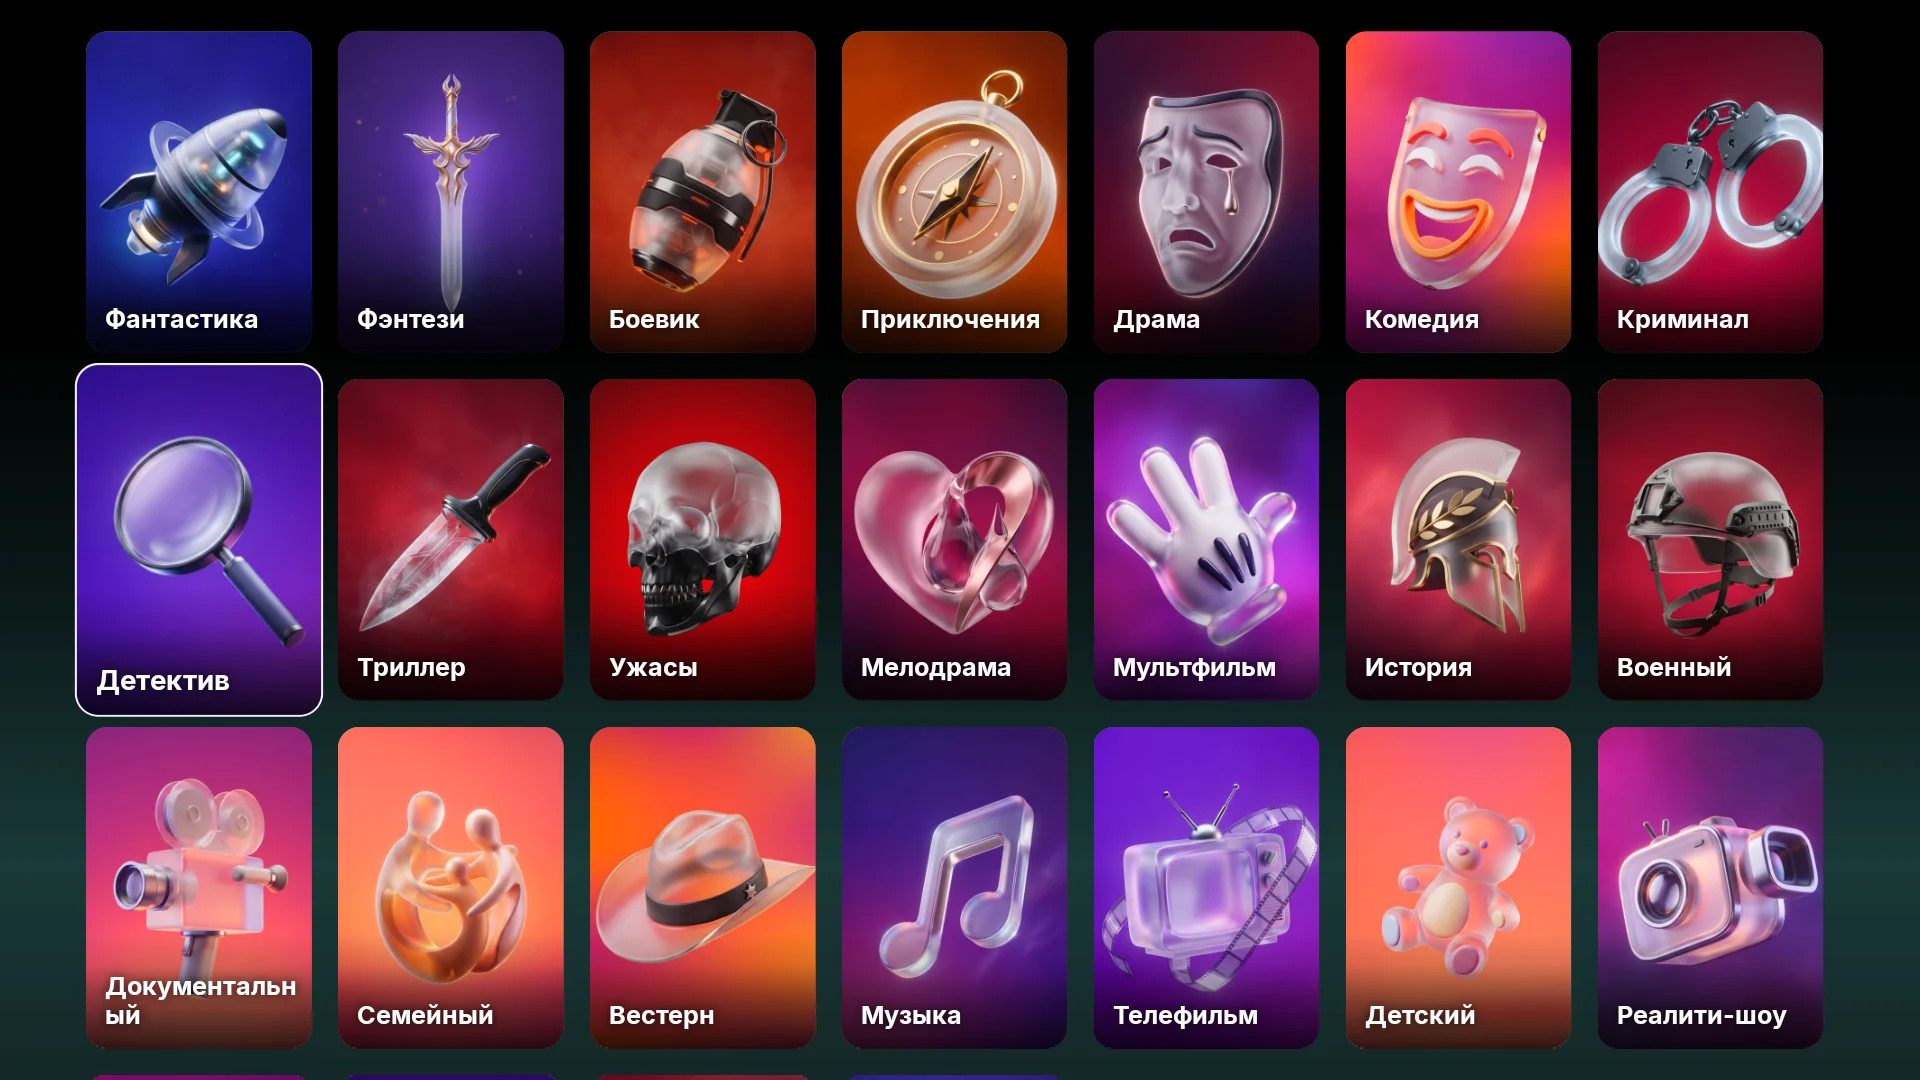 Фантастика
Фэнтези
Боевик
Приключения
Драма
Комедия
Криминал
Детектив
Триллер
Ужасы
Мелодрама
Мультфильм
История
Военный
Документальн
ый
Семейный
Вестерн
Музыка
Телефильм
Детский
Реалити-шоу